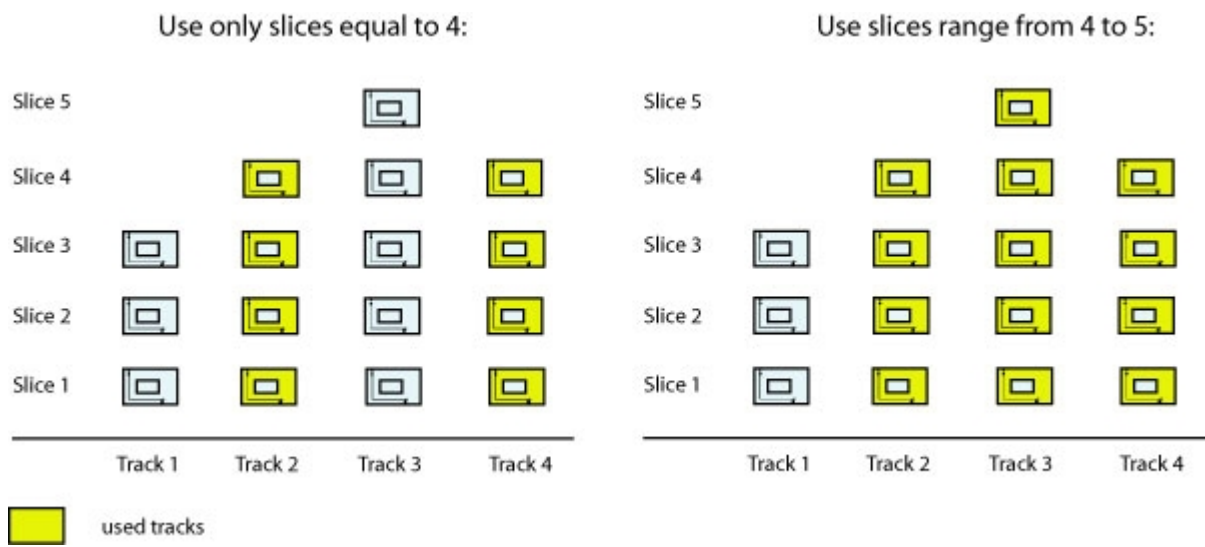 Use only slices equal to 4:
Slice 5
Slice 4
Slice 3
Slice 2
Slice 1
Track 1 Track 2 Track 3 Track 4
used tracks
Use slices range from 4 to 5:
Slice 5
Slice 4
Slice 3
Slice 2
Slice 1
Track 1 Track 2 Track 3 Track 4